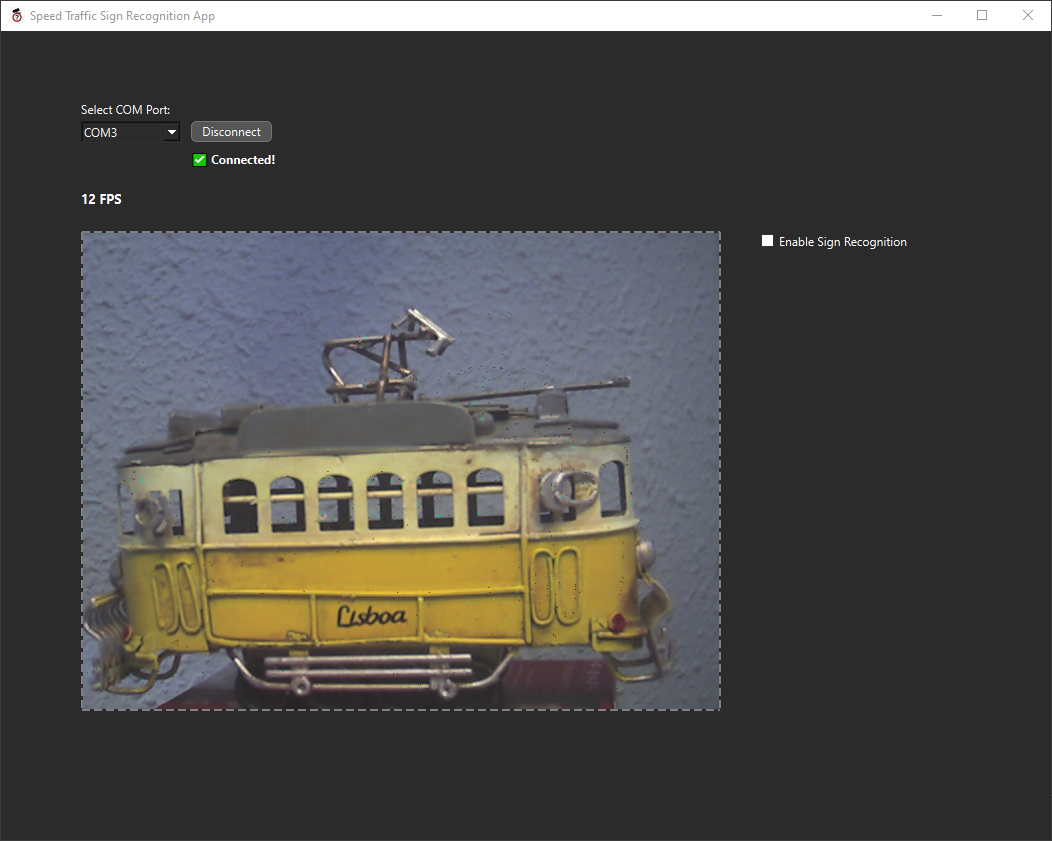 Speed Traffic Sign Recognition App
Select COM Port:
COM3
Disconnect
Connected!
12 FPS
Enable Sign Recognition
Lisboa